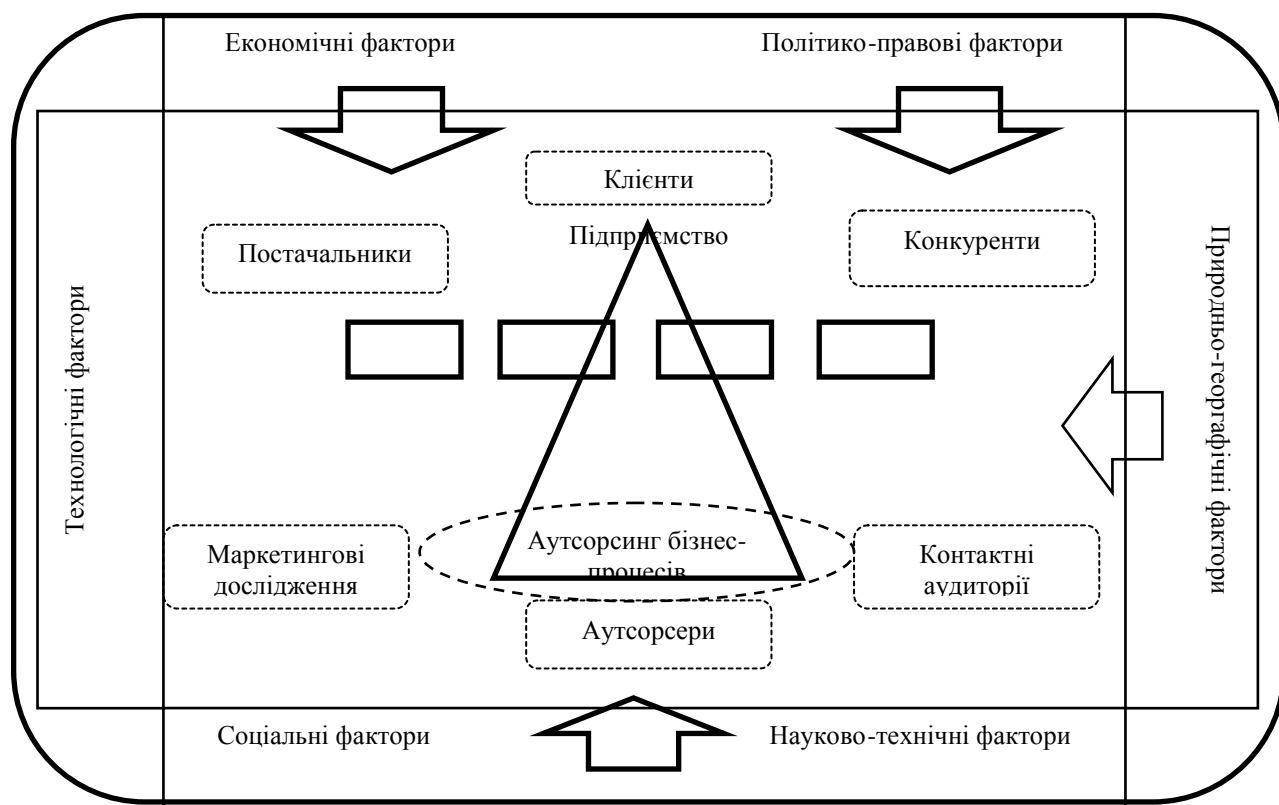 Економічні фактори
Політико-правові фактори
Клієнти
Постачальники
Підприємство
Конкуренти
Технологічні фактори
Природньо-георгафічні фактори
Маркетингові
дослідження
Аутсорсинг бізнес-
процесів
Контактні
аудиторії
Аутсорсери
Соціальні фактори
Науково-технічні фактори